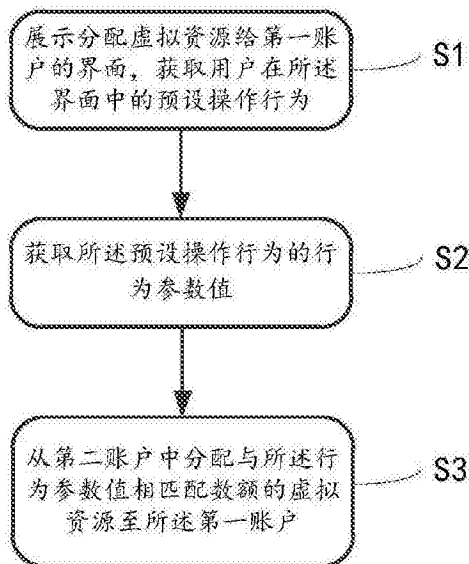 展示分配虚拟资源给第一账
户的界面，获取用户在所述
界面中的预设操作行为
S1
获取所述预设操作行为的行
为参数值
S2
从第二账户中分配与所述行
为参数值相匹配数额的虚拟
资源至所述第一账户
S3